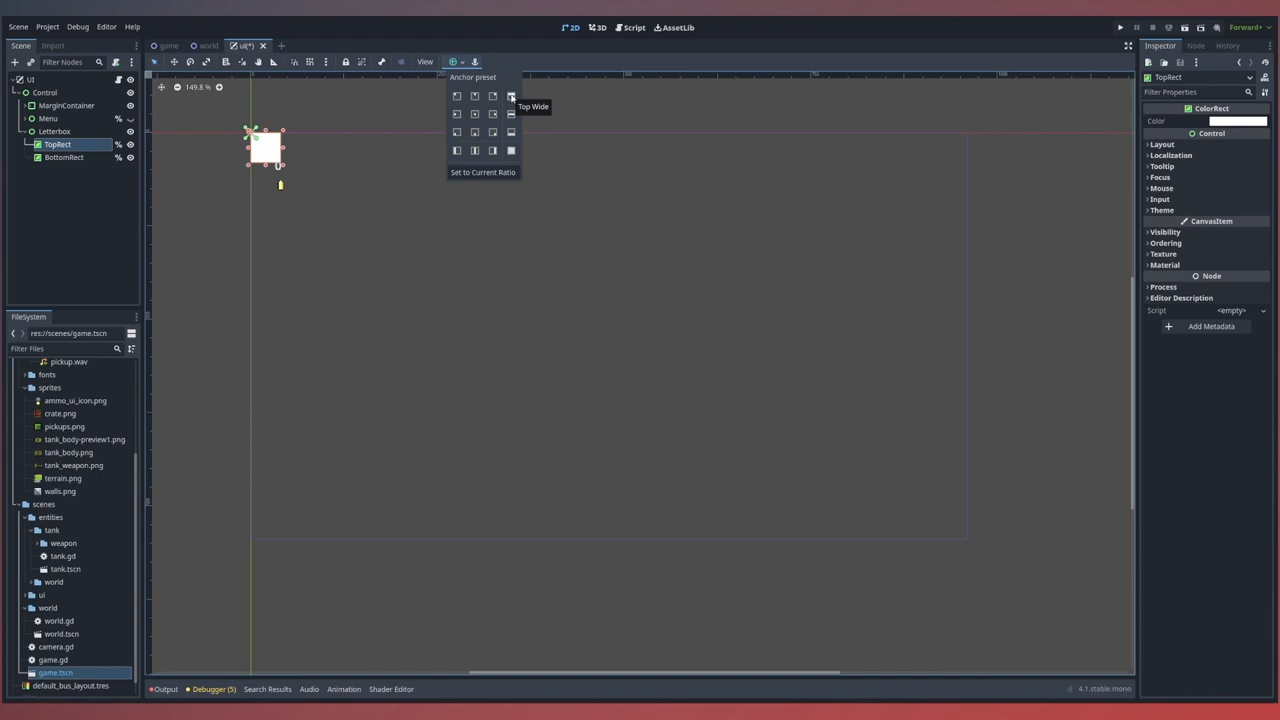 Scene Project Debug Editor Help
2D 3D Script AssetLib
Forward+
Scene Import
game world ui(*)
Inspector Node History
Filter Nodes
View
TopRect
Filter Properties
UI
Control
MarginContainer
Menu
Letterbox
TopRect
BottomRect
149.8 %
0
250
500
750
1000
Anchor preset
Top Wide
Set to Current Ratio
0
ColorRect
Color
Control
Layout
Localization
Tooltip
Focus
Mouse
Input
Theme
CanvasItem
Visibility
Ordering
Texture
Material
Node
Process
Editor Description
Script <empty>
Add Metadata
FileSystem
res://scenes/game.tscn
Filter Files
pickup.wav
fonts
sprites
ammo_ui_icon.png
crate.png
pickups.png
tank_body-preview1.png
tank_body.png
tank_weapon.png
terrain.png
walls.png
scenes
entities
tank
weapon
tank.gd
tank.tscn
world
ui
world
world.gd
world.tscn
camera.gd
game.gd
game.tscn
default_bus_layout.tres
Output Debugger (5) Search Results Audio Animation Shader Editor
4.1.stable.mono